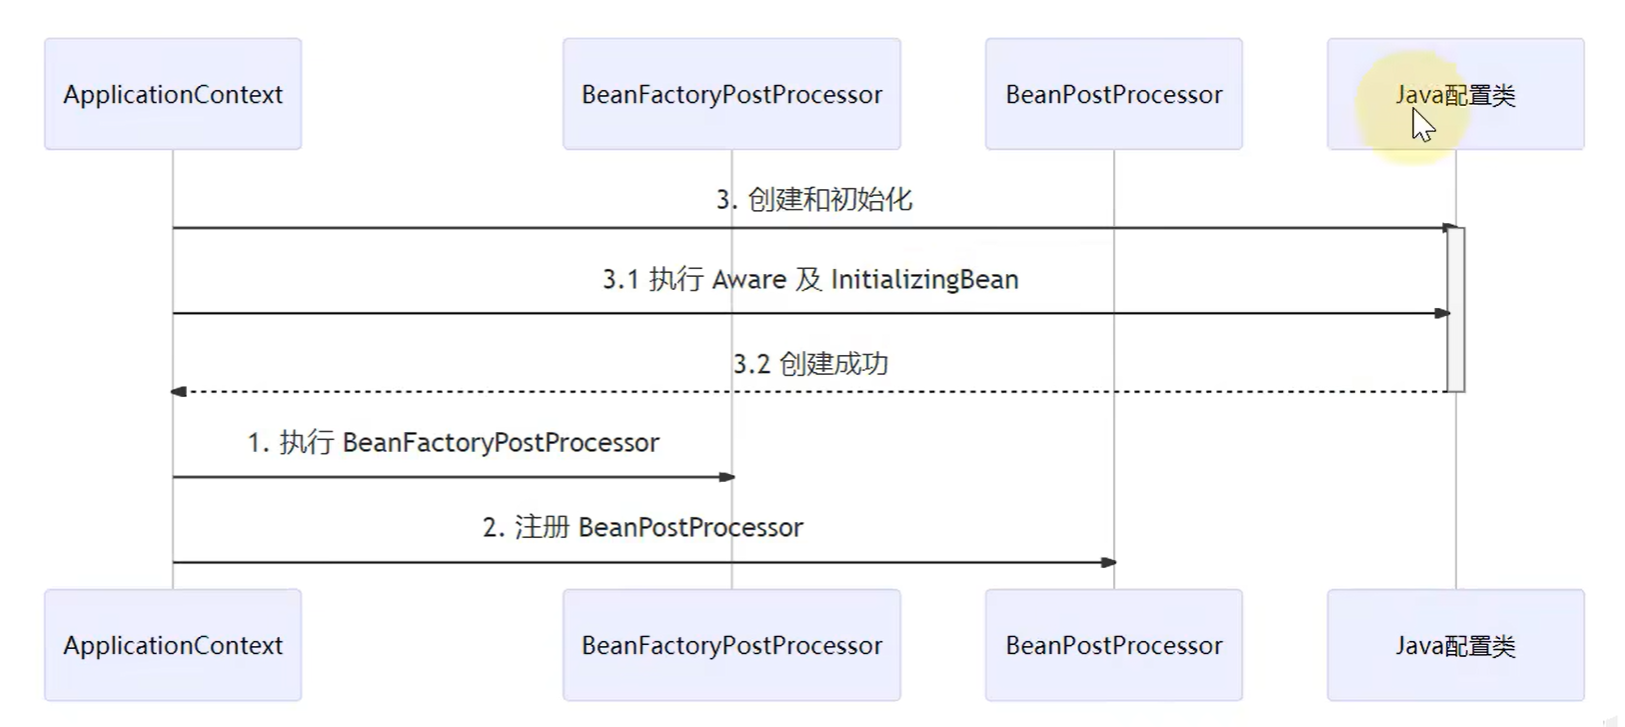 ApplicationContext
BeanFactoryPostProcessor
BeanPostProcessor
Java配置类
3. 创建和初始化
3.1 执行 Aware 及 InitializingBean
3.2 创建成功
1. 执行 BeanFactoryPostProcessor
2. 注册 BeanPostProcessor
ApplicationContext
BeanFactoryPostProcessor
BeanPostProcessor
Java配置类